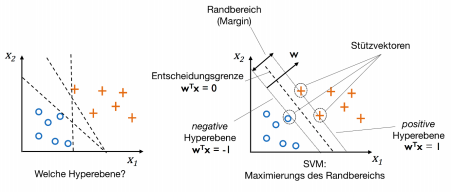 x₂
x₁
Welche Hyperebene?
Randbereich
(Margin)
w
x₂
Stützvektoren
Entscheidungsgrenze
wᵀx = 0
negative
Hyperebene
wᵀx = -1
positive
Hyperebene
wᵀx = 1
x₁
SVM:
Maximierung des Randbereichs